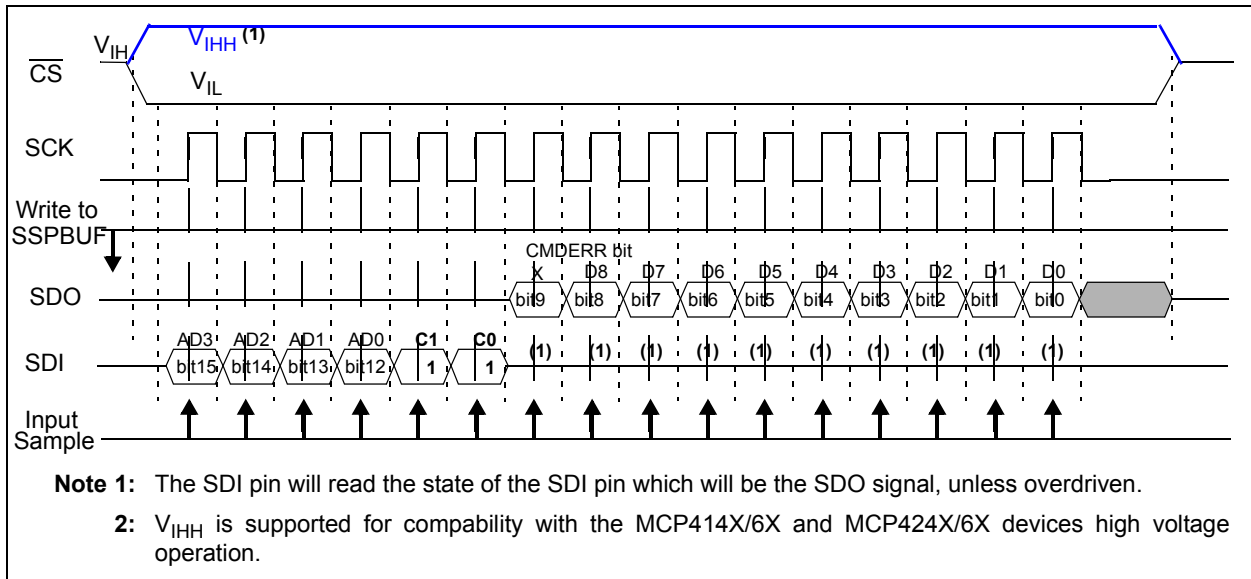 VIH
VIHH (1)
CS
VIL
SCK
Write to
SSPBUF
CMDERR bit
X D8 D7 D6 D5 D4 D3 D2 D1 D0
SDO
bit9 bit8 bit7 bit6 bit5 bit4 bit3 bit2 bit1 bit0
AD3 AD2 AD1 AD0 C1 C0
SDI
bit15 bit14 bit13 bit12 1 1
(1) (1) (1) (1) (1) (1) (1) (1) (1) (1)
Input
Sample
Note 1: The SDI pin will read the state of the SDI pin which will be the SDO signal, unless overdriven.
2: VIHH is supported for compability with the MCP414X/6X and MCP424X/6X devices high voltage
operation.